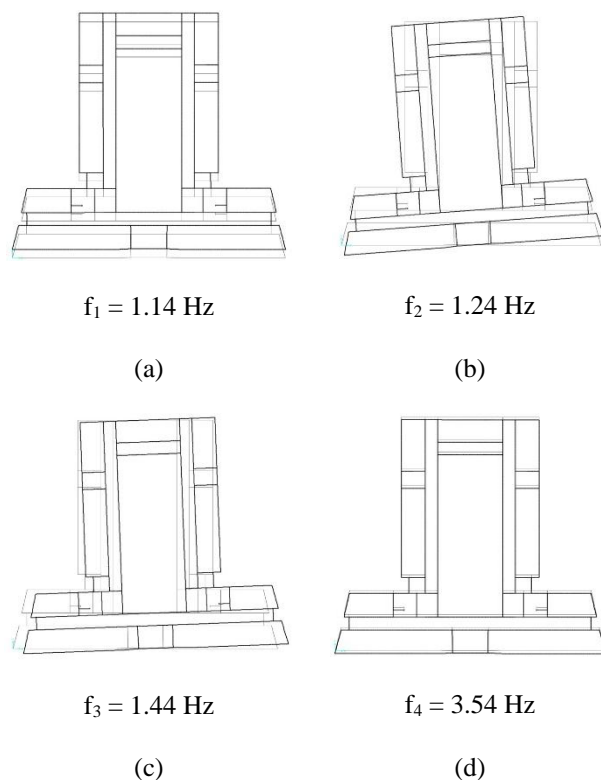 f₁ = 1.14 Hz
f₂ = 1.24 Hz
(a)
(b)
f₃ = 1.44 Hz
f₄ = 3.54 Hz
(c)
(d)